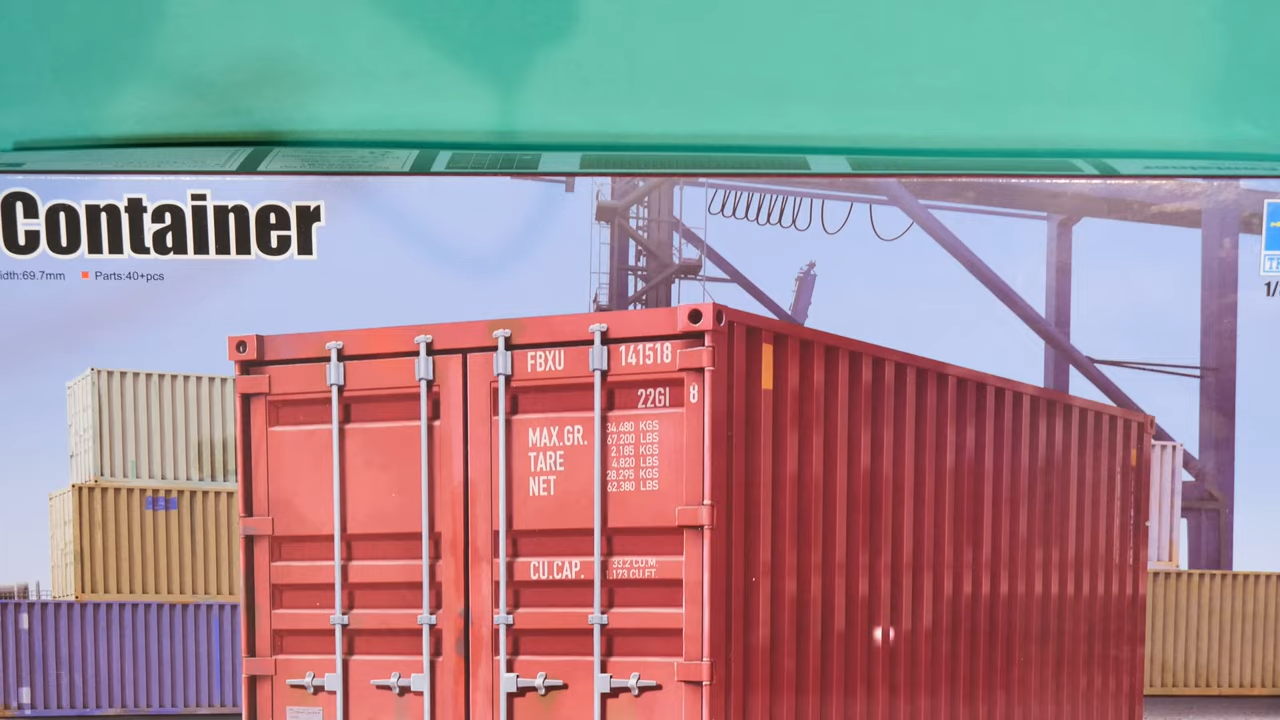 Container
idth:69.7mm Parts:40+pcs
1/
FBXU 141518
22GI 8
MAX.GR. 34.480 KGS
67.200 LBS
TARE 2.185 KGS
4.820 LBS
NET 28.295 KGS
62.380 LBS
CU.CAP. 33.2 CU.M.
1.173 CU.FT.